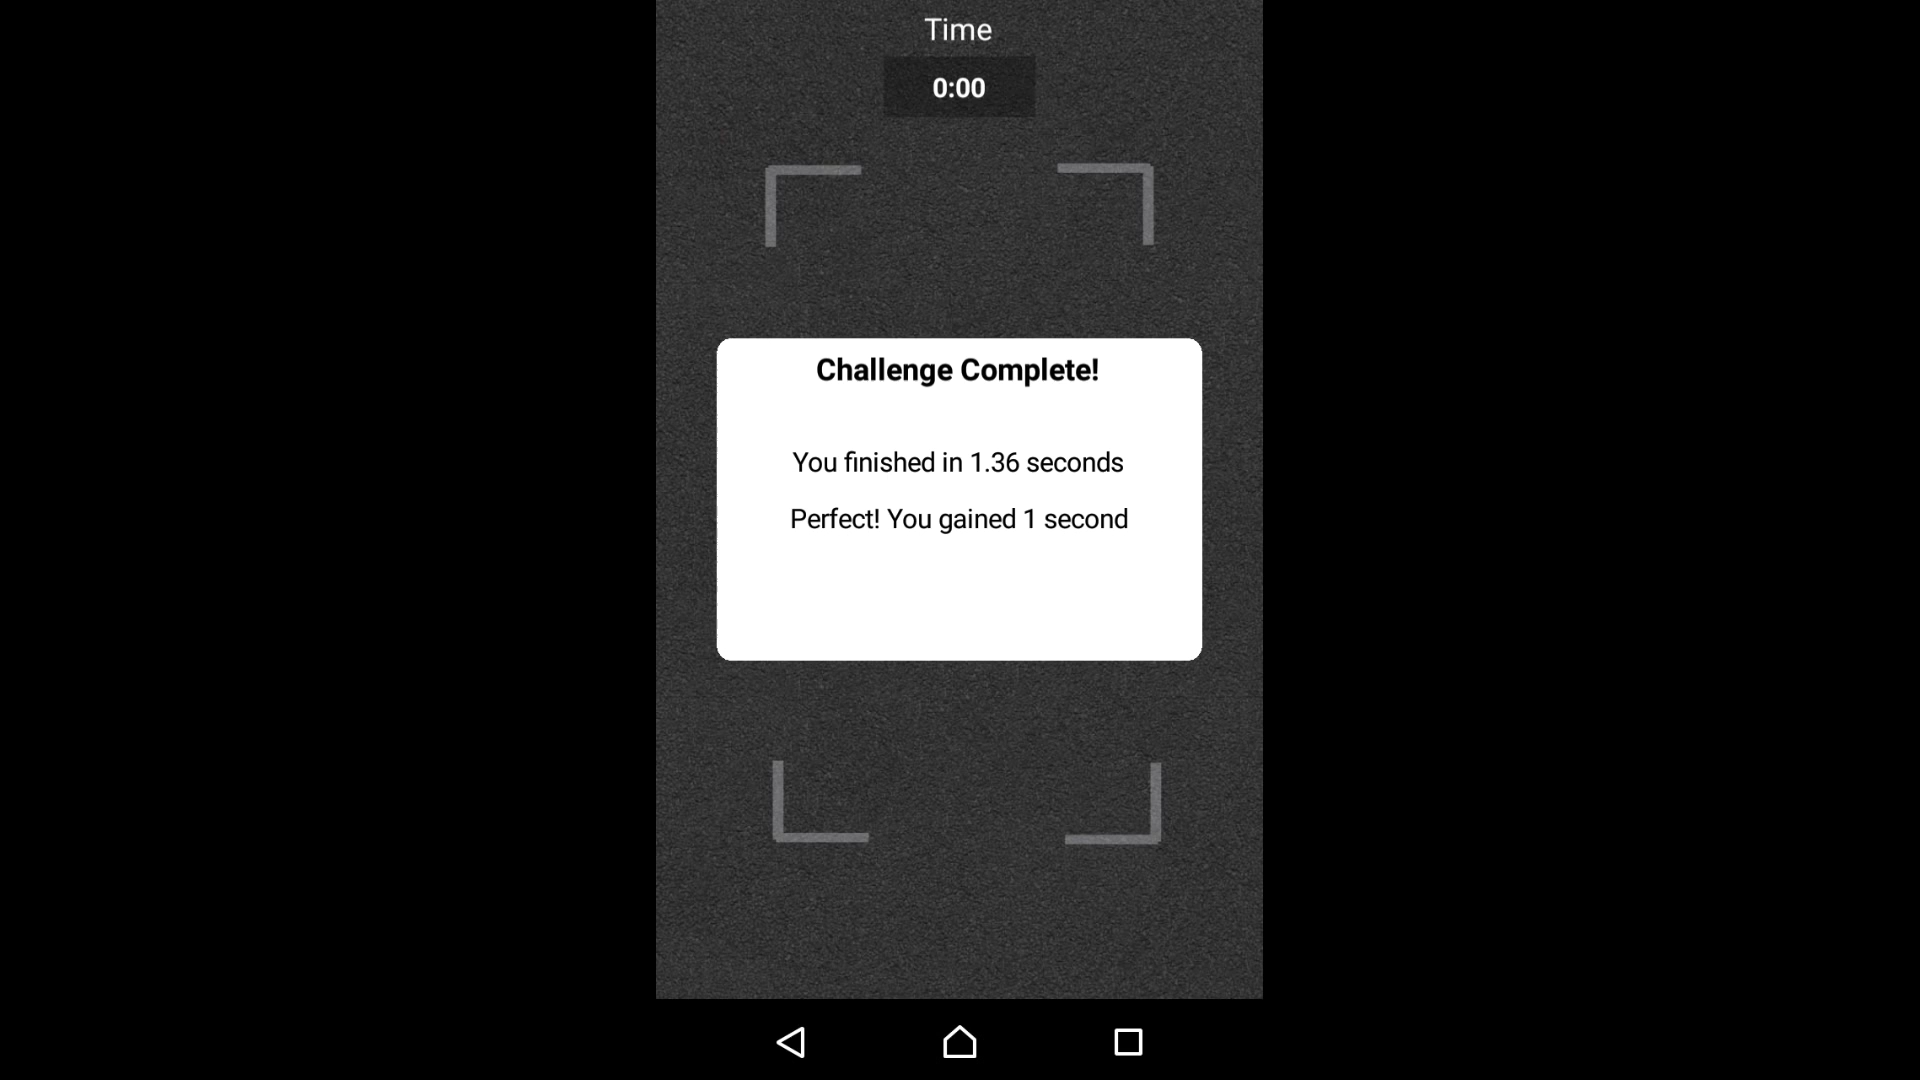 Time
0:00
Challenge Complete!
You finished in 1.36 seconds
Perfect! You gained 1 second